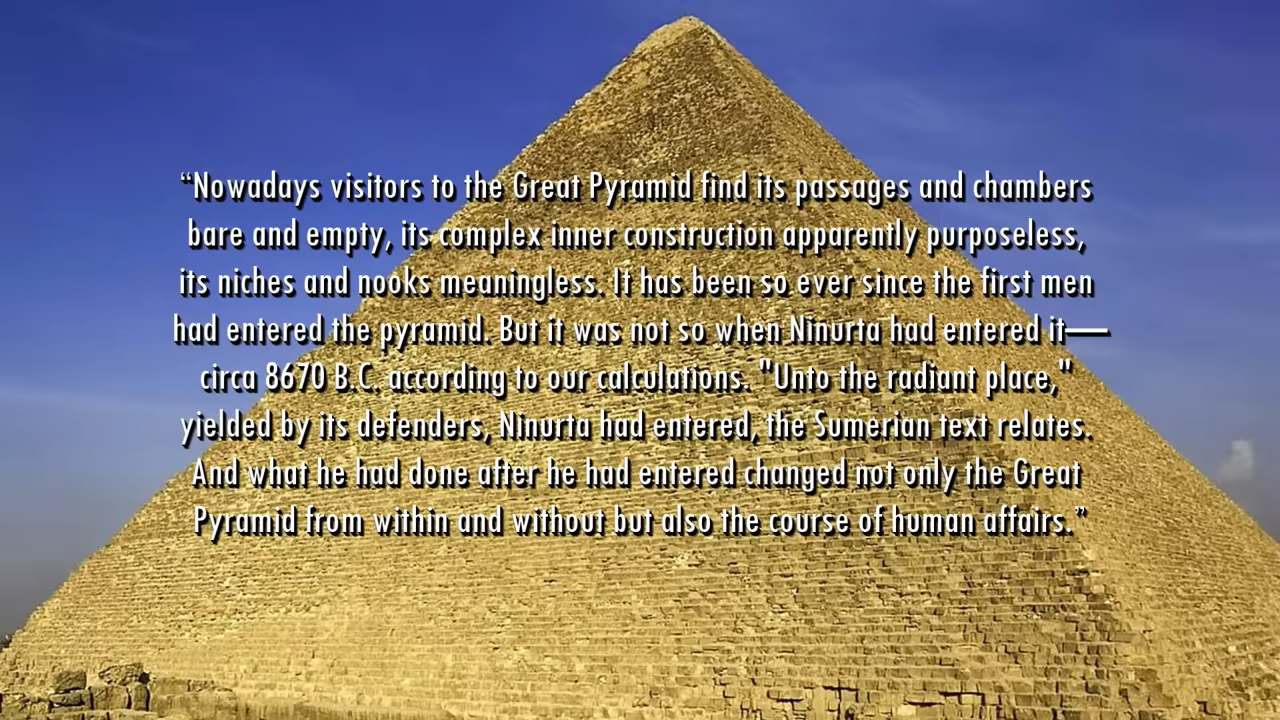 “Nowadays visitors to the Great Pyramid find its passages and chambers
bare and empty, its complex inner construction apparently purposeless,
its niches and nooks meaningless. It has been so ever since the first men
had entered the pyramid. But it was not so when Ninurta had entered it—
circa 8670 B.C. according to our calculations. "Unto the radiant place,"
yielded by its defenders, Ninurta had entered, the Sumerian text relates.
And what he had done after he had entered changed not only the Great
Pyramid from within and without but also the course of human affairs.”